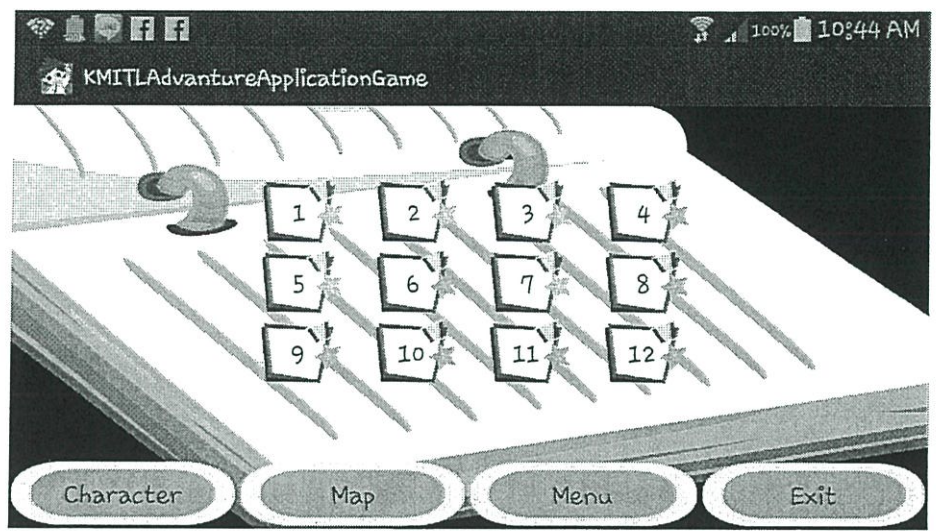 100% 10:44 AM
KMITLAdvantureApplicationGame
1 2 3 4
5 6 7 8
9 10 11 12
Character Map Menu Exit